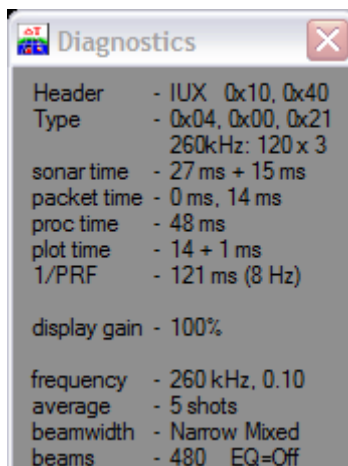 Diagnostics
Header - IUX 0x10, 0x40
Type - 0x04, 0x00, 0x21
260kHz: 120 x 3
sonar time - 27 ms + 15 ms
packet time - 0 ms, 14 ms
proc time - 48 ms
plot time - 14 + 1 ms
1/PRF - 121 ms (8 Hz)
display gain - 100%
frequency - 260 kHz, 0.10
average - 5 shots
beamwidth - Narrow Mixed
beams - 480 EQ=Off